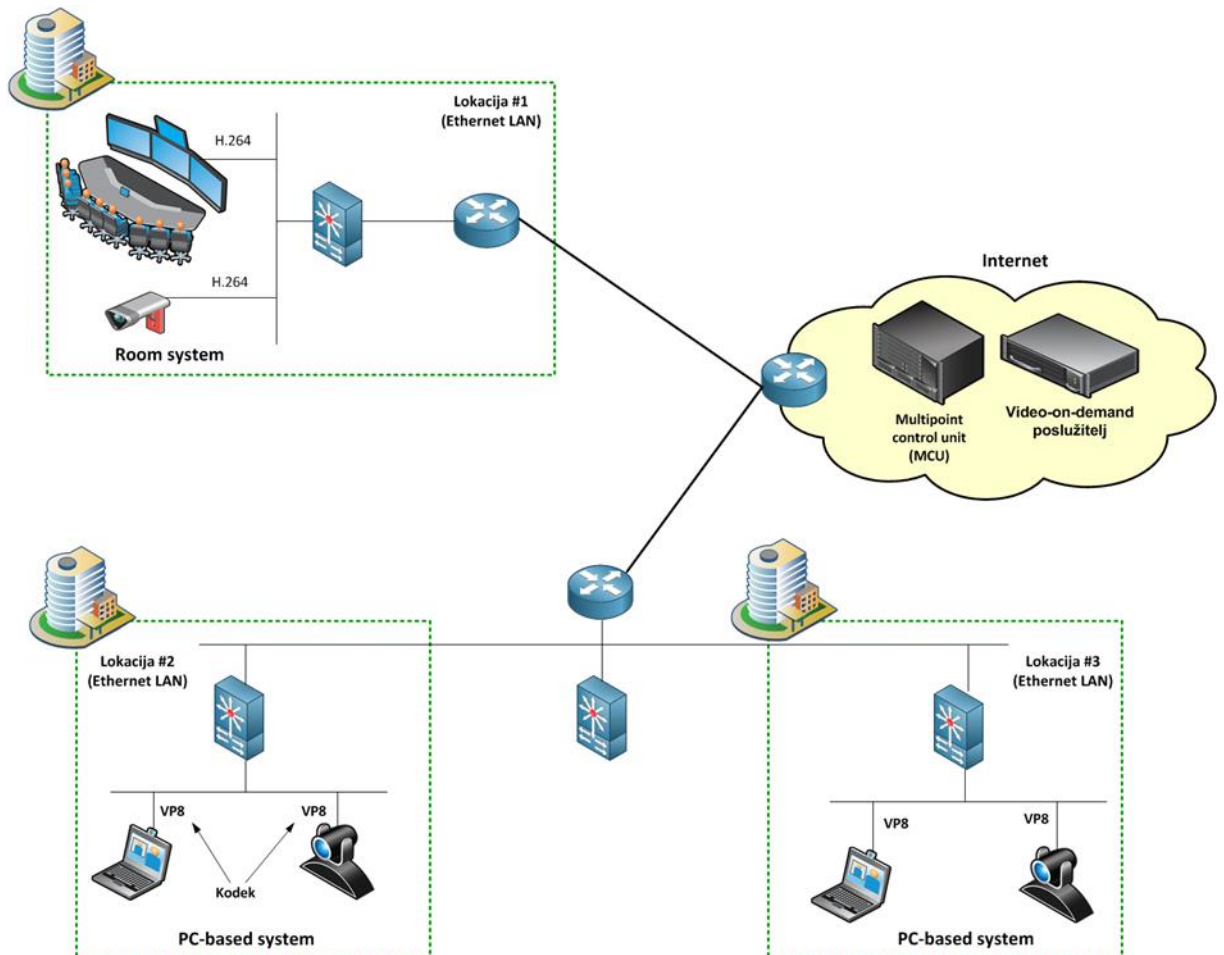 Lokacija #1
(Ethernet LAN)
H.264
H.264
Room system
Internet
Multipoint
control unit
(MCU)
Video-on-demand
poslužitelj
Lokacija #2
(Ethernet LAN)
Lokacija #3
(Ethernet LAN)
VP8
VP8
Kodek
PC-based system
VP8
VP8
PC-based system